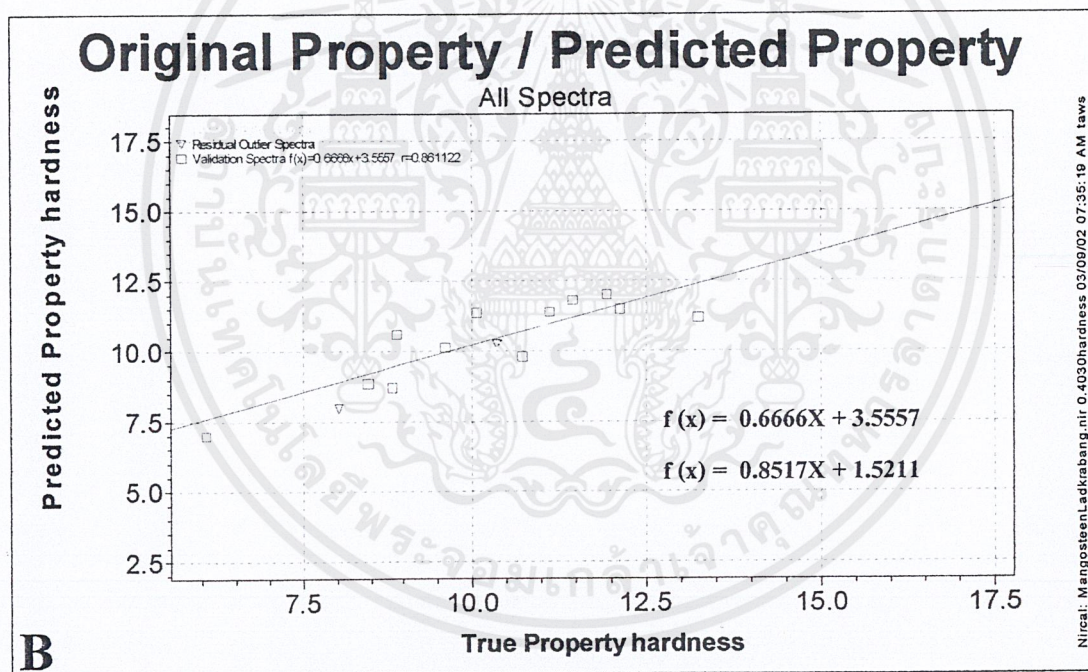 Original Property / Predicted Property
All Spectra
Predicted Property hardness
17.5
15.0
12.5
10.0
7.5
5.0
2.5
Residual Outlier Spectra
Validation Spectra f(x)=0.6666x+3.5557 r=0.861122
f (x) = 0.6666X + 3.5557
f (x) = 0.8517X + 1.5211
7.5
10.0
12.5
15.0
17.5
True Property hardness
B
Nircal: MangosteenLadkrabang.nir 0.4030hardness 03/09/02 07:35:19 AM taws